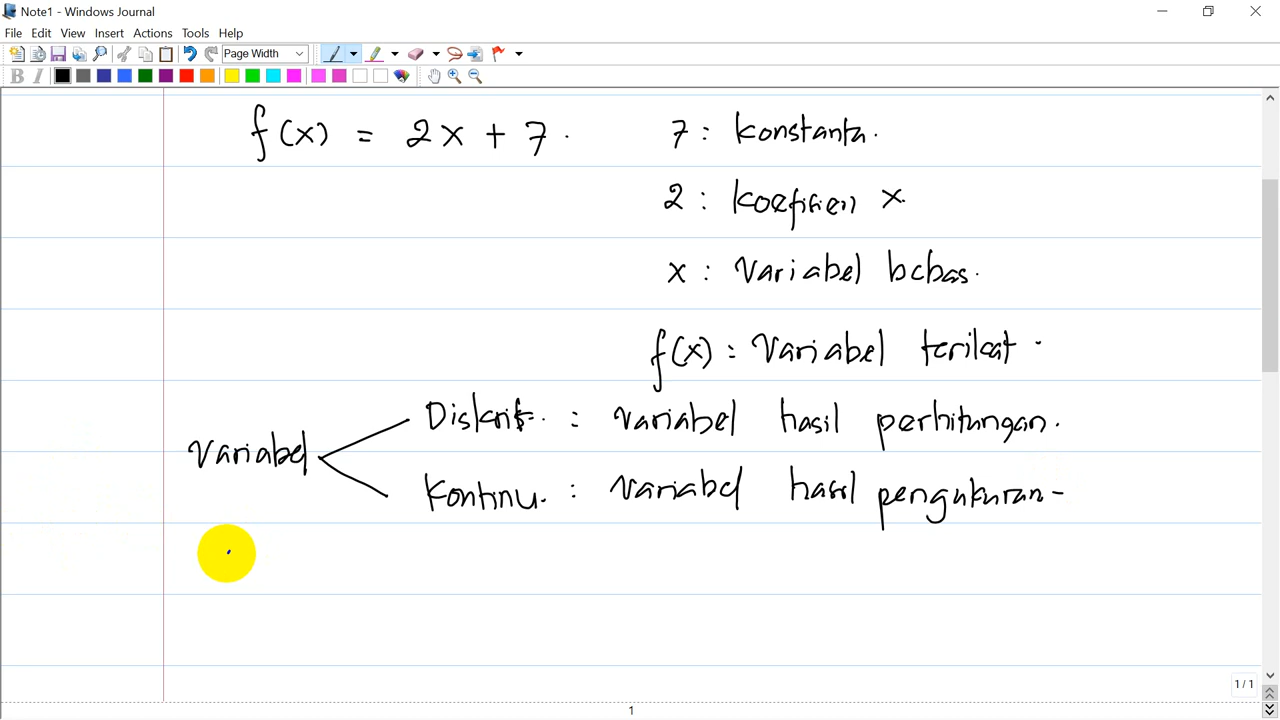 Note1 - Windows Journal
File Edit View Insert Actions Tools Help
Page Width
B I
f(x) = 2x + 7.
7 : konstanta.
2 : koefisien x.
x : Variabel bebas.
f(x) : Variabel terikat.
Variabel
Diskrit. : variabel hasil perhitungan.
Kontinu. : variabel hasil pengukuran-
1 / 1
1